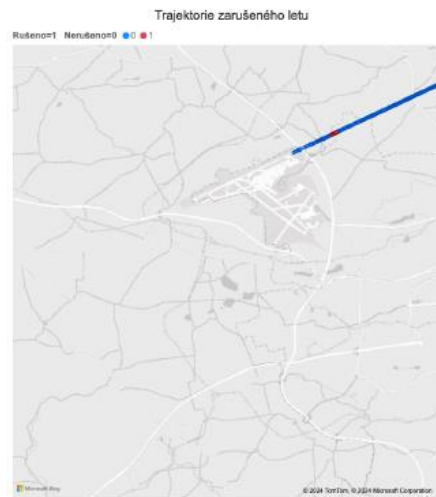 Trajektorie zarušeného letu
Rušeno=1 Nerušeno=0 0 1
Microsoft Bing
© 2024 TomTom, © 2024 Microsoft Corporation